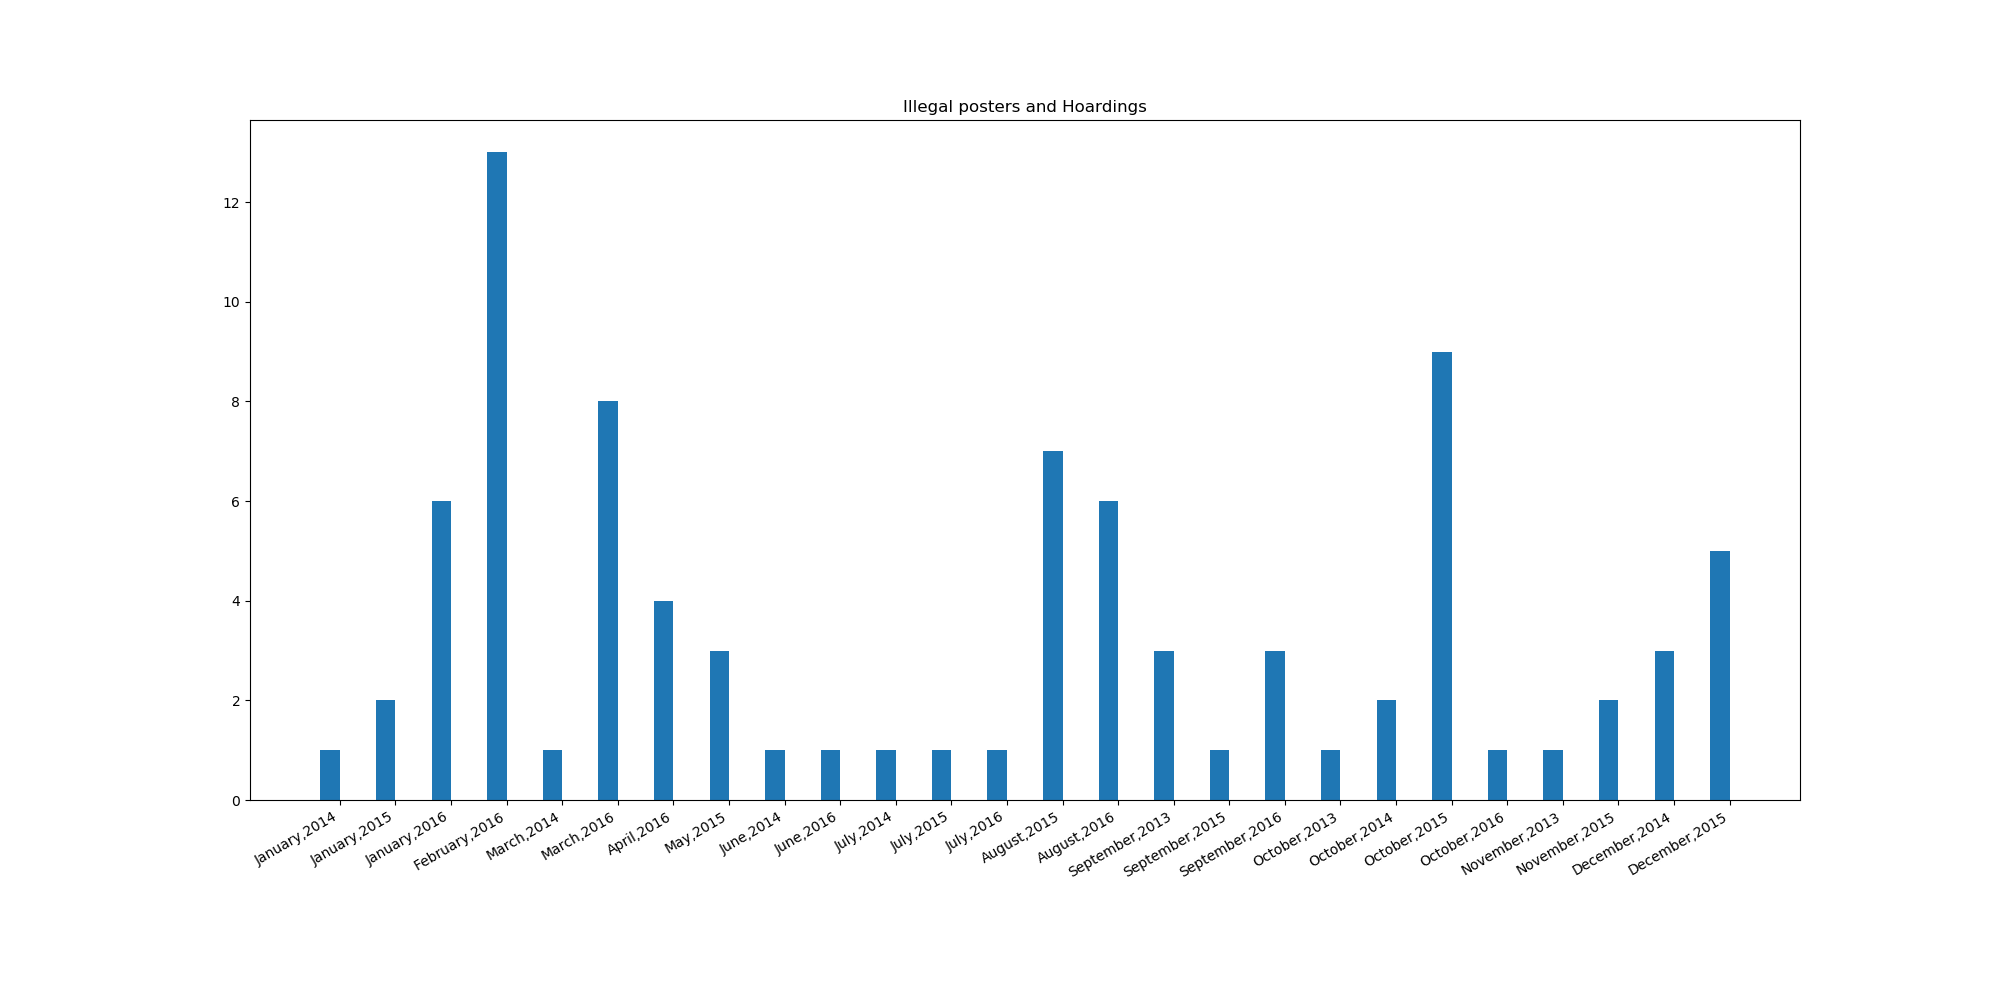 Illegal posters and Hoardings
12
10
8
6
4
2
0
January,2014
January,2015
January,2016
February,2016
March,2014
March,2016
April,2016
May,2015
June,2014
June,2016
July,2014
July,2015
July,2016
August,2015
August,2016
September,2013
September,2015
September,2016
October,2013
October,2014
October,2015
October,2016
November,2013
November,2015
December,2014
December,2015